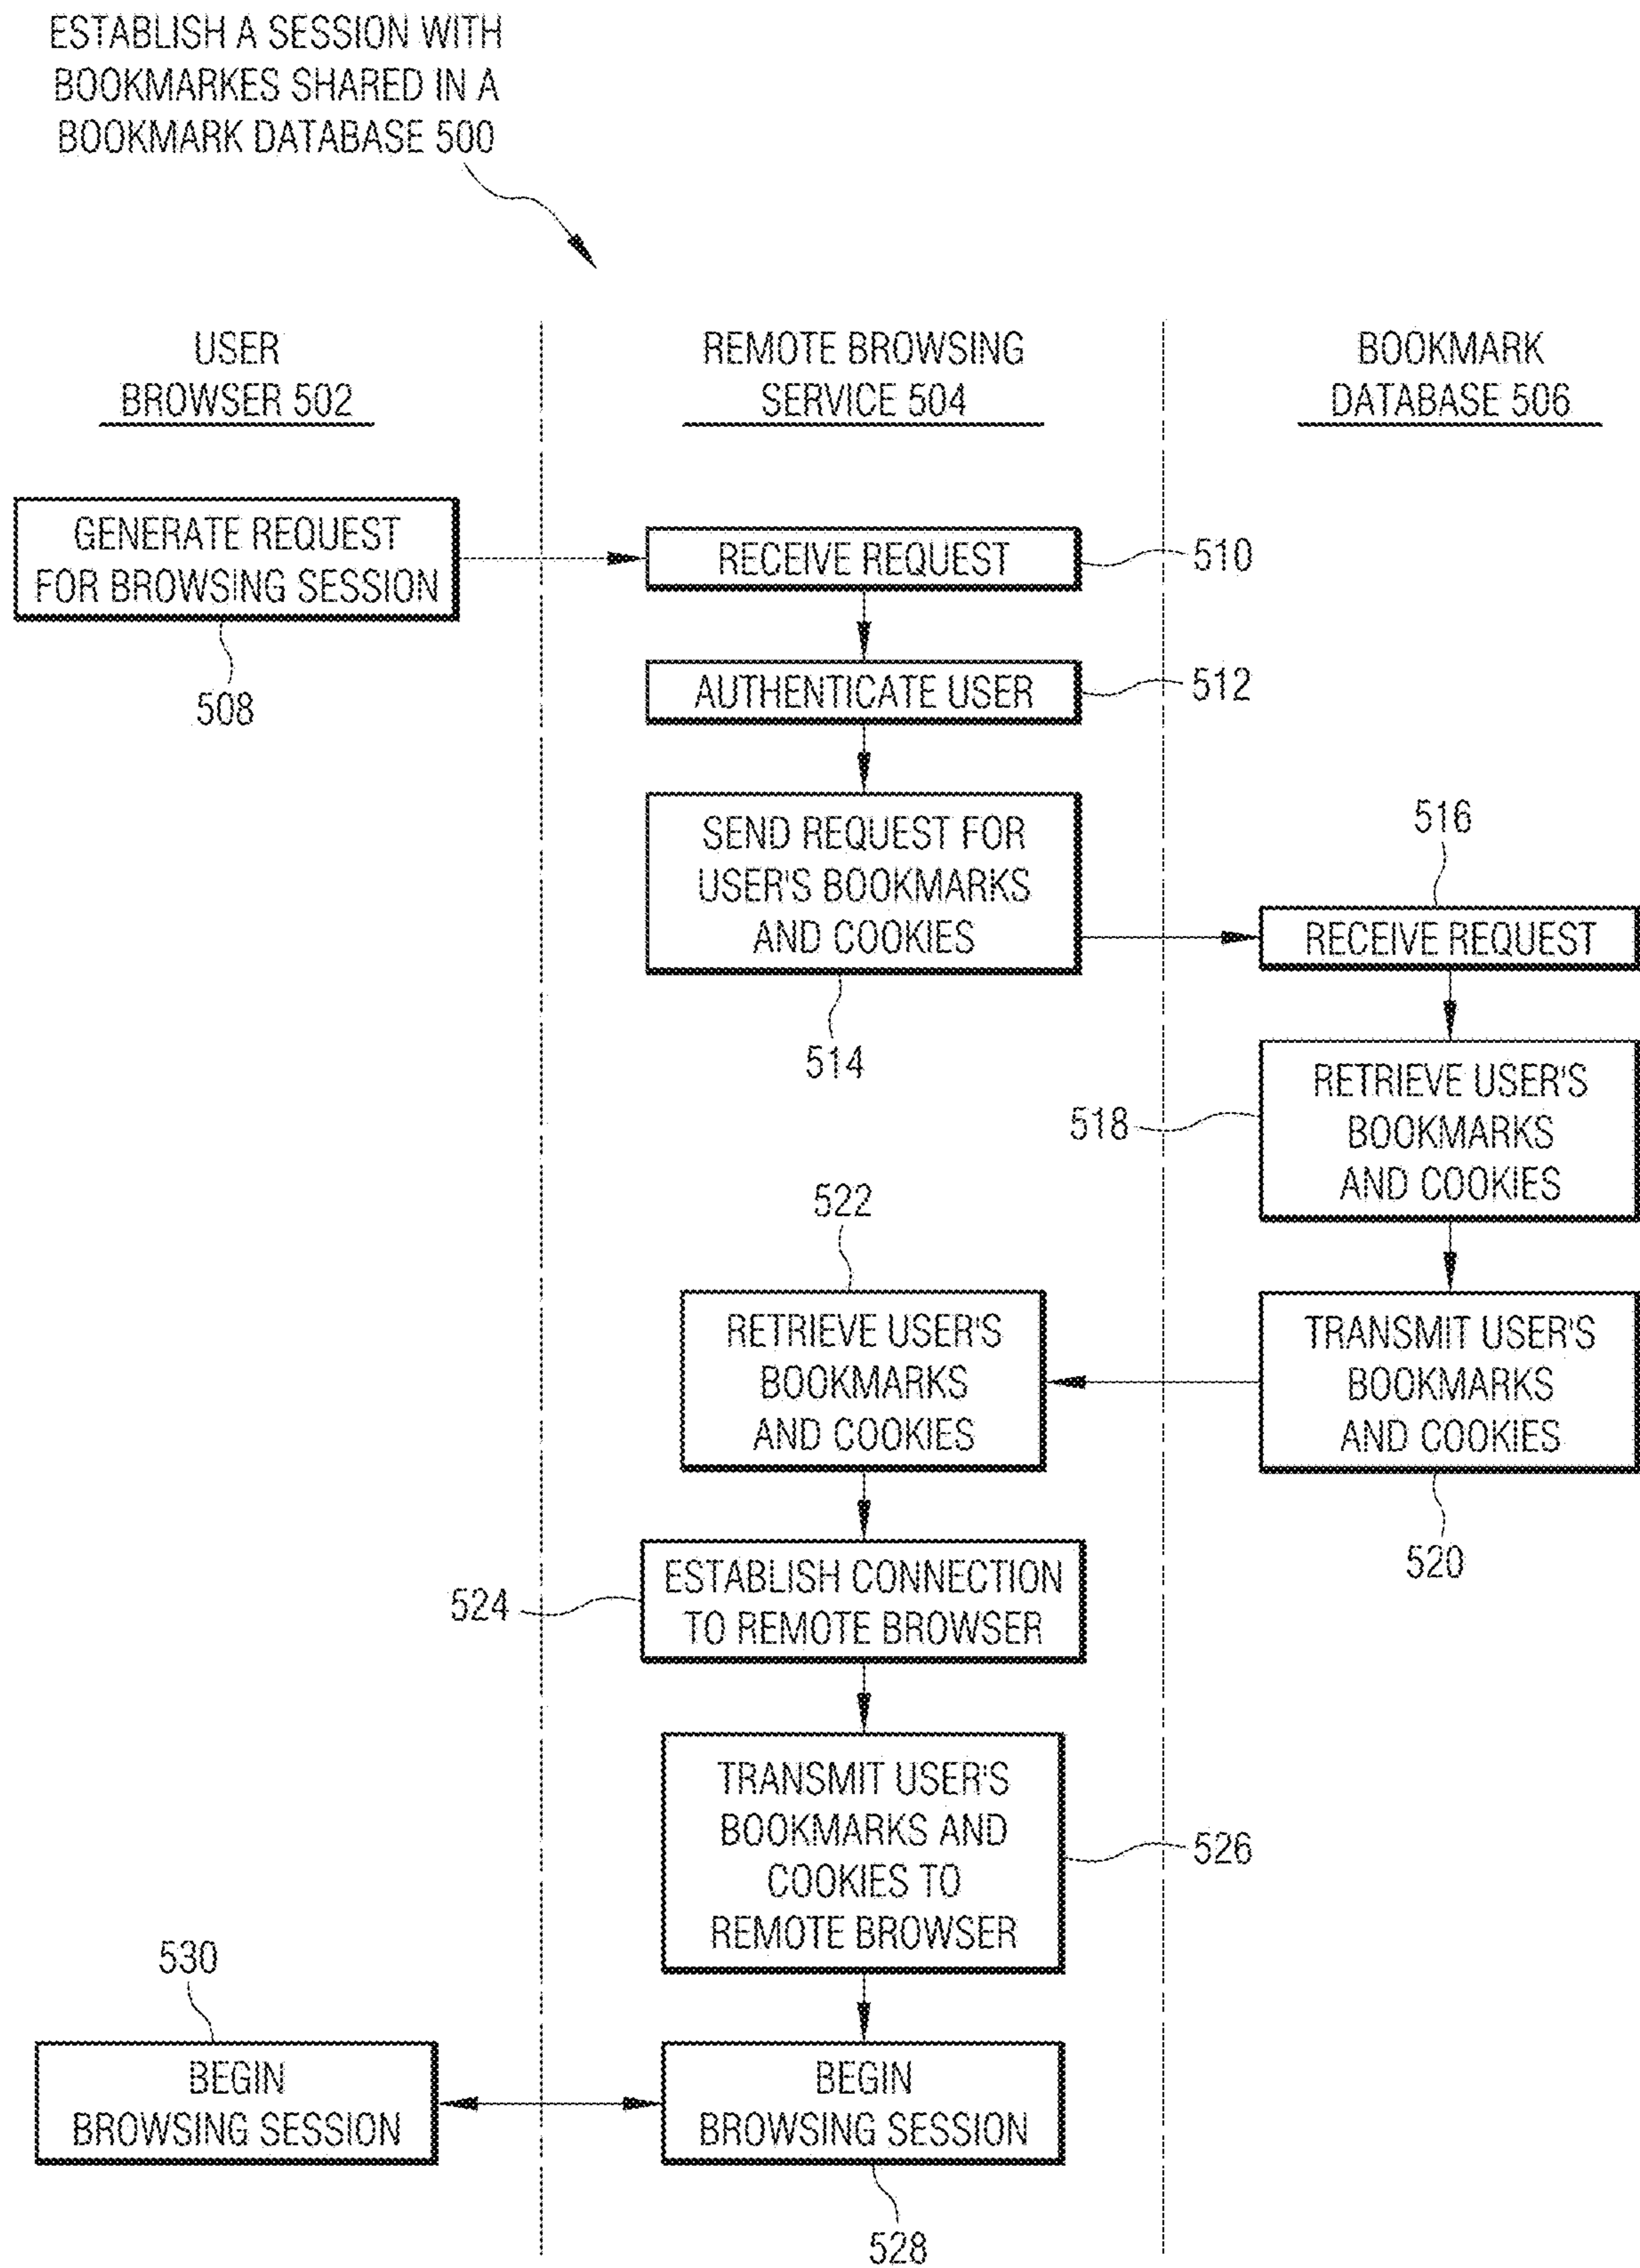 ESTABLISH A SESSION WITH
BOOKMARKES SHARED IN A
BOOKMARK DATABASE 500
USER
BROWSER 502
REMOTE BROWSING
SERVICE 504
BOOKMARK
DATABASE 506
GENERATE REQUEST
FOR BROWSING SESSION
508
RECEIVE REQUEST
510
AUTHENTICATE USER
512
SEND REQUEST FOR
USER'S BOOKMARKS
AND COOKIES
514
516
RECEIVE REQUEST
518
RETRIEVE USER'S
BOOKMARKS
AND COOKIES
TRANSMIT USER'S
BOOKMARKS
AND COOKIES
520
522
RETRIEVE USER'S
BOOKMARKS
AND COOKIES
524
ESTABLISH CONNECTION
TO REMOTE BROWSER
TRANSMIT USER'S
BOOKMARKS AND
COOKIES TO
REMOTE BROWSER
526
530
BEGIN
BROWSING SESSION
BEGIN
BROWSING SESSION
528